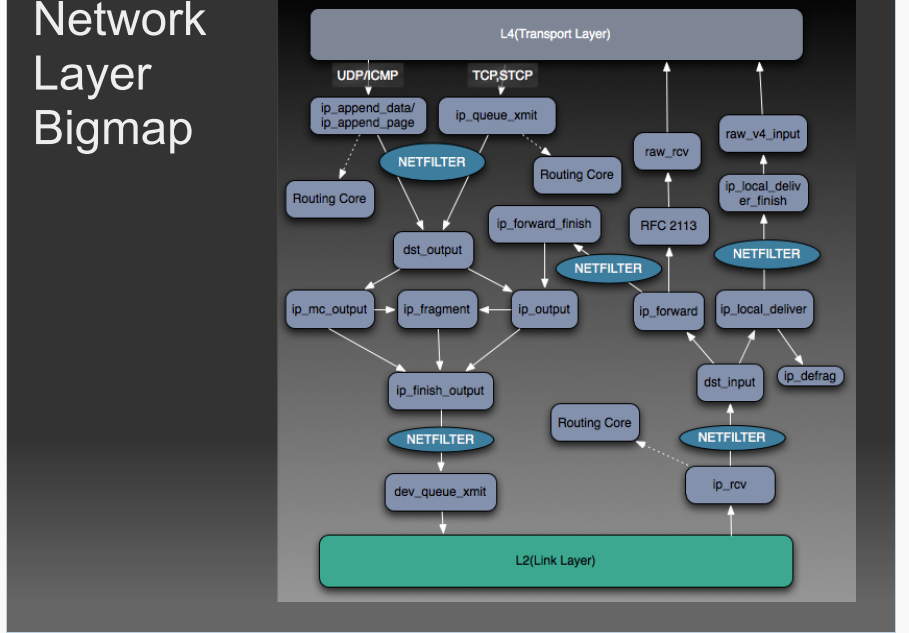 Network
Layer
Bigmap
L4(Transport Layer)
UDP/ICMP
TCP,STCP
ip_append_data/
ip_append_page
ip_queue_xmit
raw_rcv
raw_v4_input
NETFILTER
Routing Core
Routing Core
ip_local_deliv
er_finish
ip_forward_finish
RFC 2113
dst_output
NETFILTER
NETFILTER
ip_mc_output
ip_fragment
ip_output
ip_forward
ip_local_deliver
ip_finish_output
dst_input
ip_defrag
Routing Core
NETFILTER
NETFILTER
dev_queue_xmit
ip_rcv
L2(Link Layer)